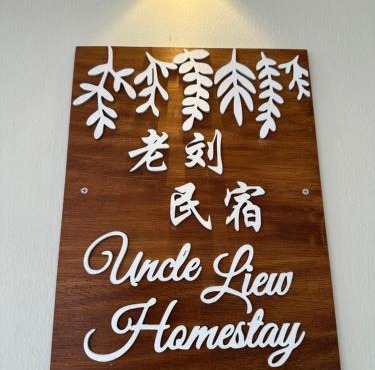 老刘
民宿
Uncle Liew
Homestay